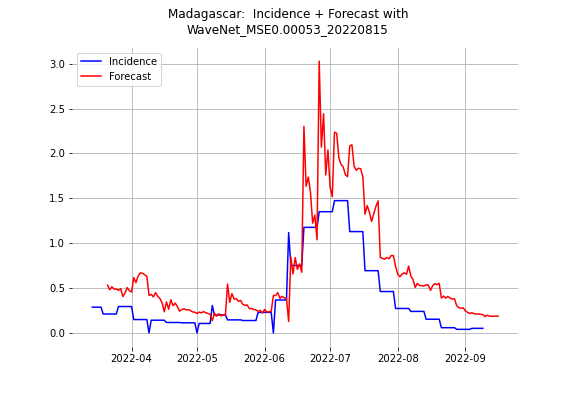 Madagascar:  Incidence + Forecast with
WaveNet_MSE0.00053_20220815
Incidence
Forecast
3.0
2.5
2.0
1.5
1.0
0.5
0.0
2022-04 2022-05 2022-06 2022-07 2022-08 2022-09